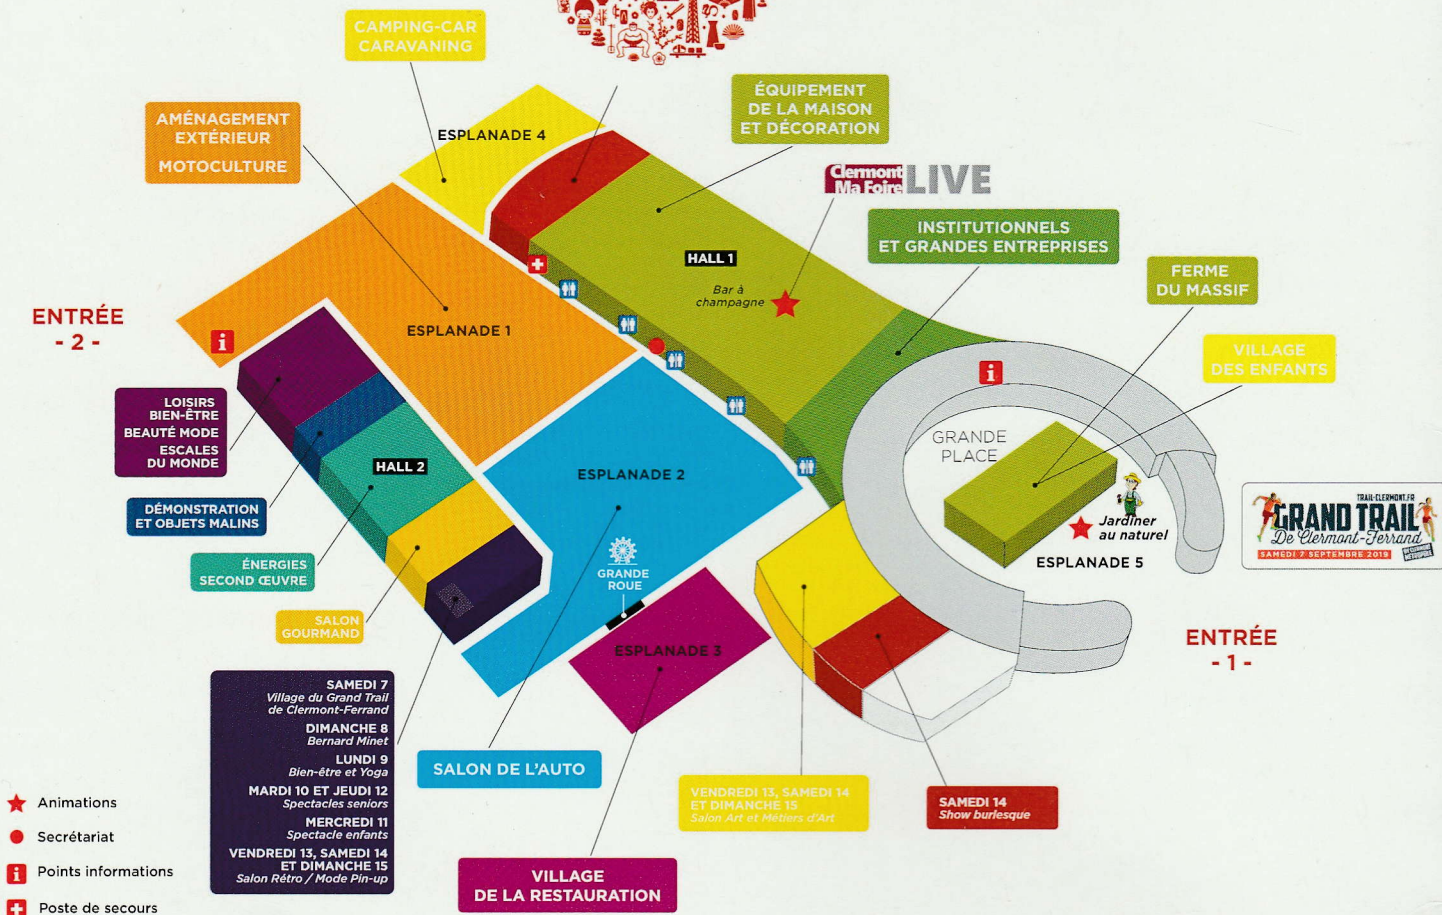 CAMPING-CAR
CARAVANING
ÉQUIPEMENT
DE LA MAISON
ET DÉCORATION
AMÉNAGEMENT
EXTÉRIEUR
MOTOCULTURE
ESPLANADE 4
Clermont
Ma Foire
LIVE
INSTITUTIONNELS
ET GRANDES ENTREPRISES
HALL 1
Bar à
champagne
FERME
DU MASSIF
ENTRÉE
- 2 -
i
ESPLANADE 1
VILLAGE
DES ENFANTS
i
LOISIRS
BIEN-ÊTRE
BEAUTÉ MODE
ESCALES
DU MONDE
GRANDE
PLACE
HALL 2
ESPLANADE 2
DÉMONSTRATION
ET OBJETS MALINS
Jardiner
au naturel
ESPLANADE 5
TRAIL-CLERMONT.FR
GRAND TRAIL
De Clermont-Ferrand
SAMEDI 7 SEPTEMBRE 2019
ÉNERGIES
SECOND ŒUVRE
GRANDE
ROUE
SALON
GOURMAND
ESPLANADE 3
ENTRÉE
- 1 -
SAMEDI 7
Village du Grand Trail
de Clermont-Ferrand
DIMANCHE 8
Bernard Minet
LUNDI 9
Bien-être et Yoga
MARDI 10 ET JEUDI 12
Spectacles seniors
MERCREDI 11
Spectacle enfants
VENDREDI 13, SAMEDI 14
ET DIMANCHE 15
Salon Rétro / Mode Pin-up
SALON DE L'AUTO
VENDREDI 13, SAMEDI 14
ET DIMANCHE 15
Salon Art et Métiers d'Art
SAMEDI 14
Show burlesque
VILLAGE
DE LA RESTAURATION
Animations
Secrétariat
i Points informations
Poste de secours